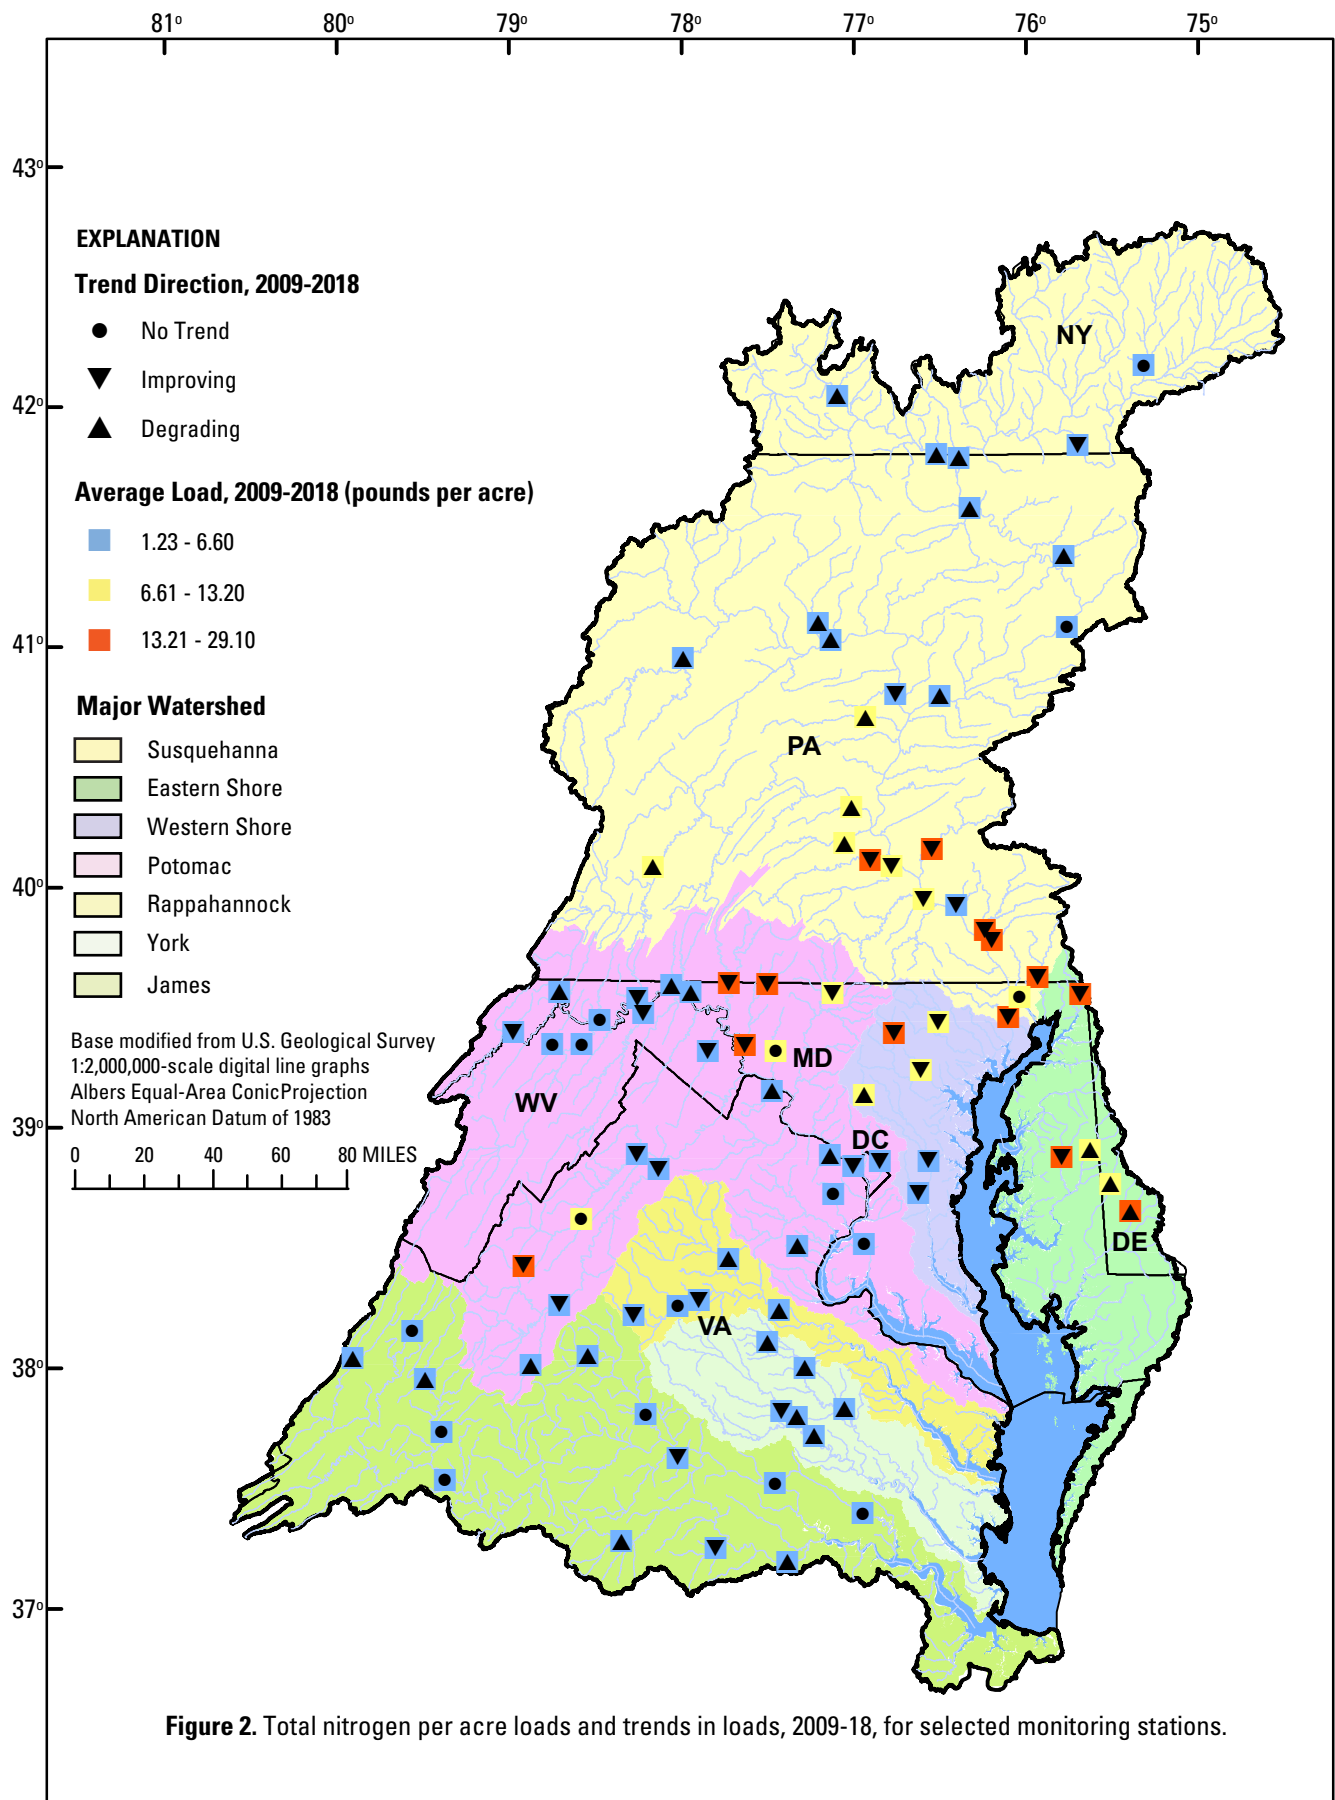 81° 80° 79° 78° 77° 76° 75°
43°
EXPLANATION
Trend Direction, 2009-2018
No Trend
Improving
Degrading
NY
42°
Average Load, 2009-2018 (pounds per acre)
1.23 - 6.60
6.61 - 13.20
13.21 - 29.10
41°
Major Watershed
Susquehanna
Eastern Shore
Western Shore
Potomac
Rappahannock
York
James
PA
40°
Base modified from U.S. Geological Survey
1:2,000,000-scale digital line graphs
Albers Equal-Area ConicProjection
North American Datum of 1983
MD
WV
39°
DC
0 20 40 60 80 MILES
DE
VA
38°
37°
Figure 2. Total nitrogen per acre loads and trends in loads, 2009-18, for selected monitoring stations.